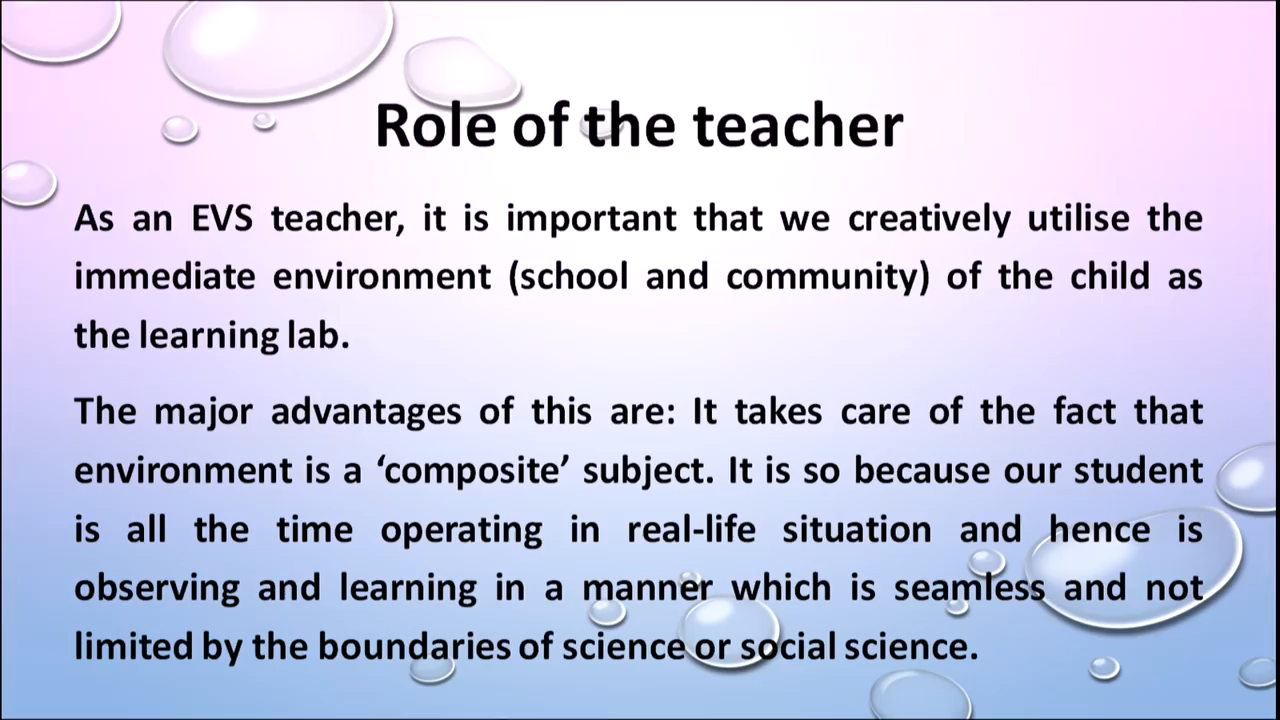 Role of the teacher
As an EVS teacher, it is important that we creatively utilise the
immediate environment (school and community) of the child as
the learning lab.
The major advantages of this are: It takes care of the fact that
environment is a ‘composite’ subject. It is so because our student
is all the time operating in real-life situation and hence is
observing and learning in a manner which is seamless and not
limited by the boundaries of science or social science.